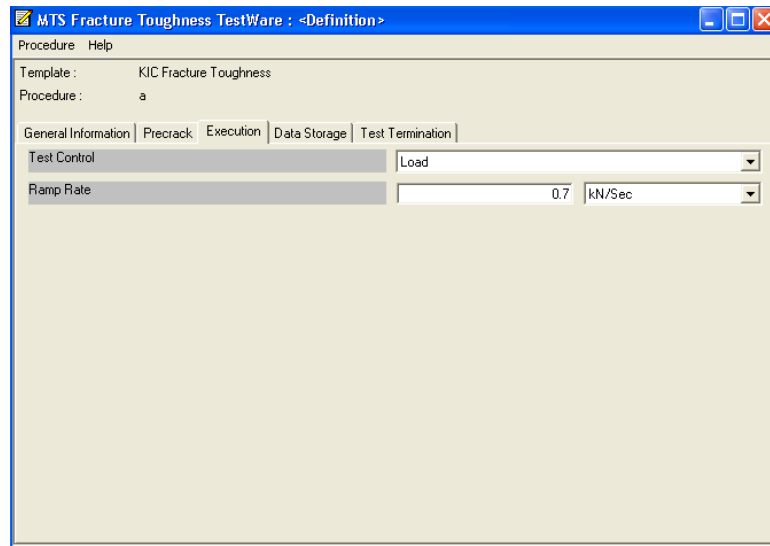 MTS Fracture Toughness TestWare : <Definition>
Procedure Help
Template : KIC Fracture Toughness
Procedure : a
General Information Precrack Execution Data Storage Test Termination
Test Control Load
Ramp Rate 0.7 kN/Sec